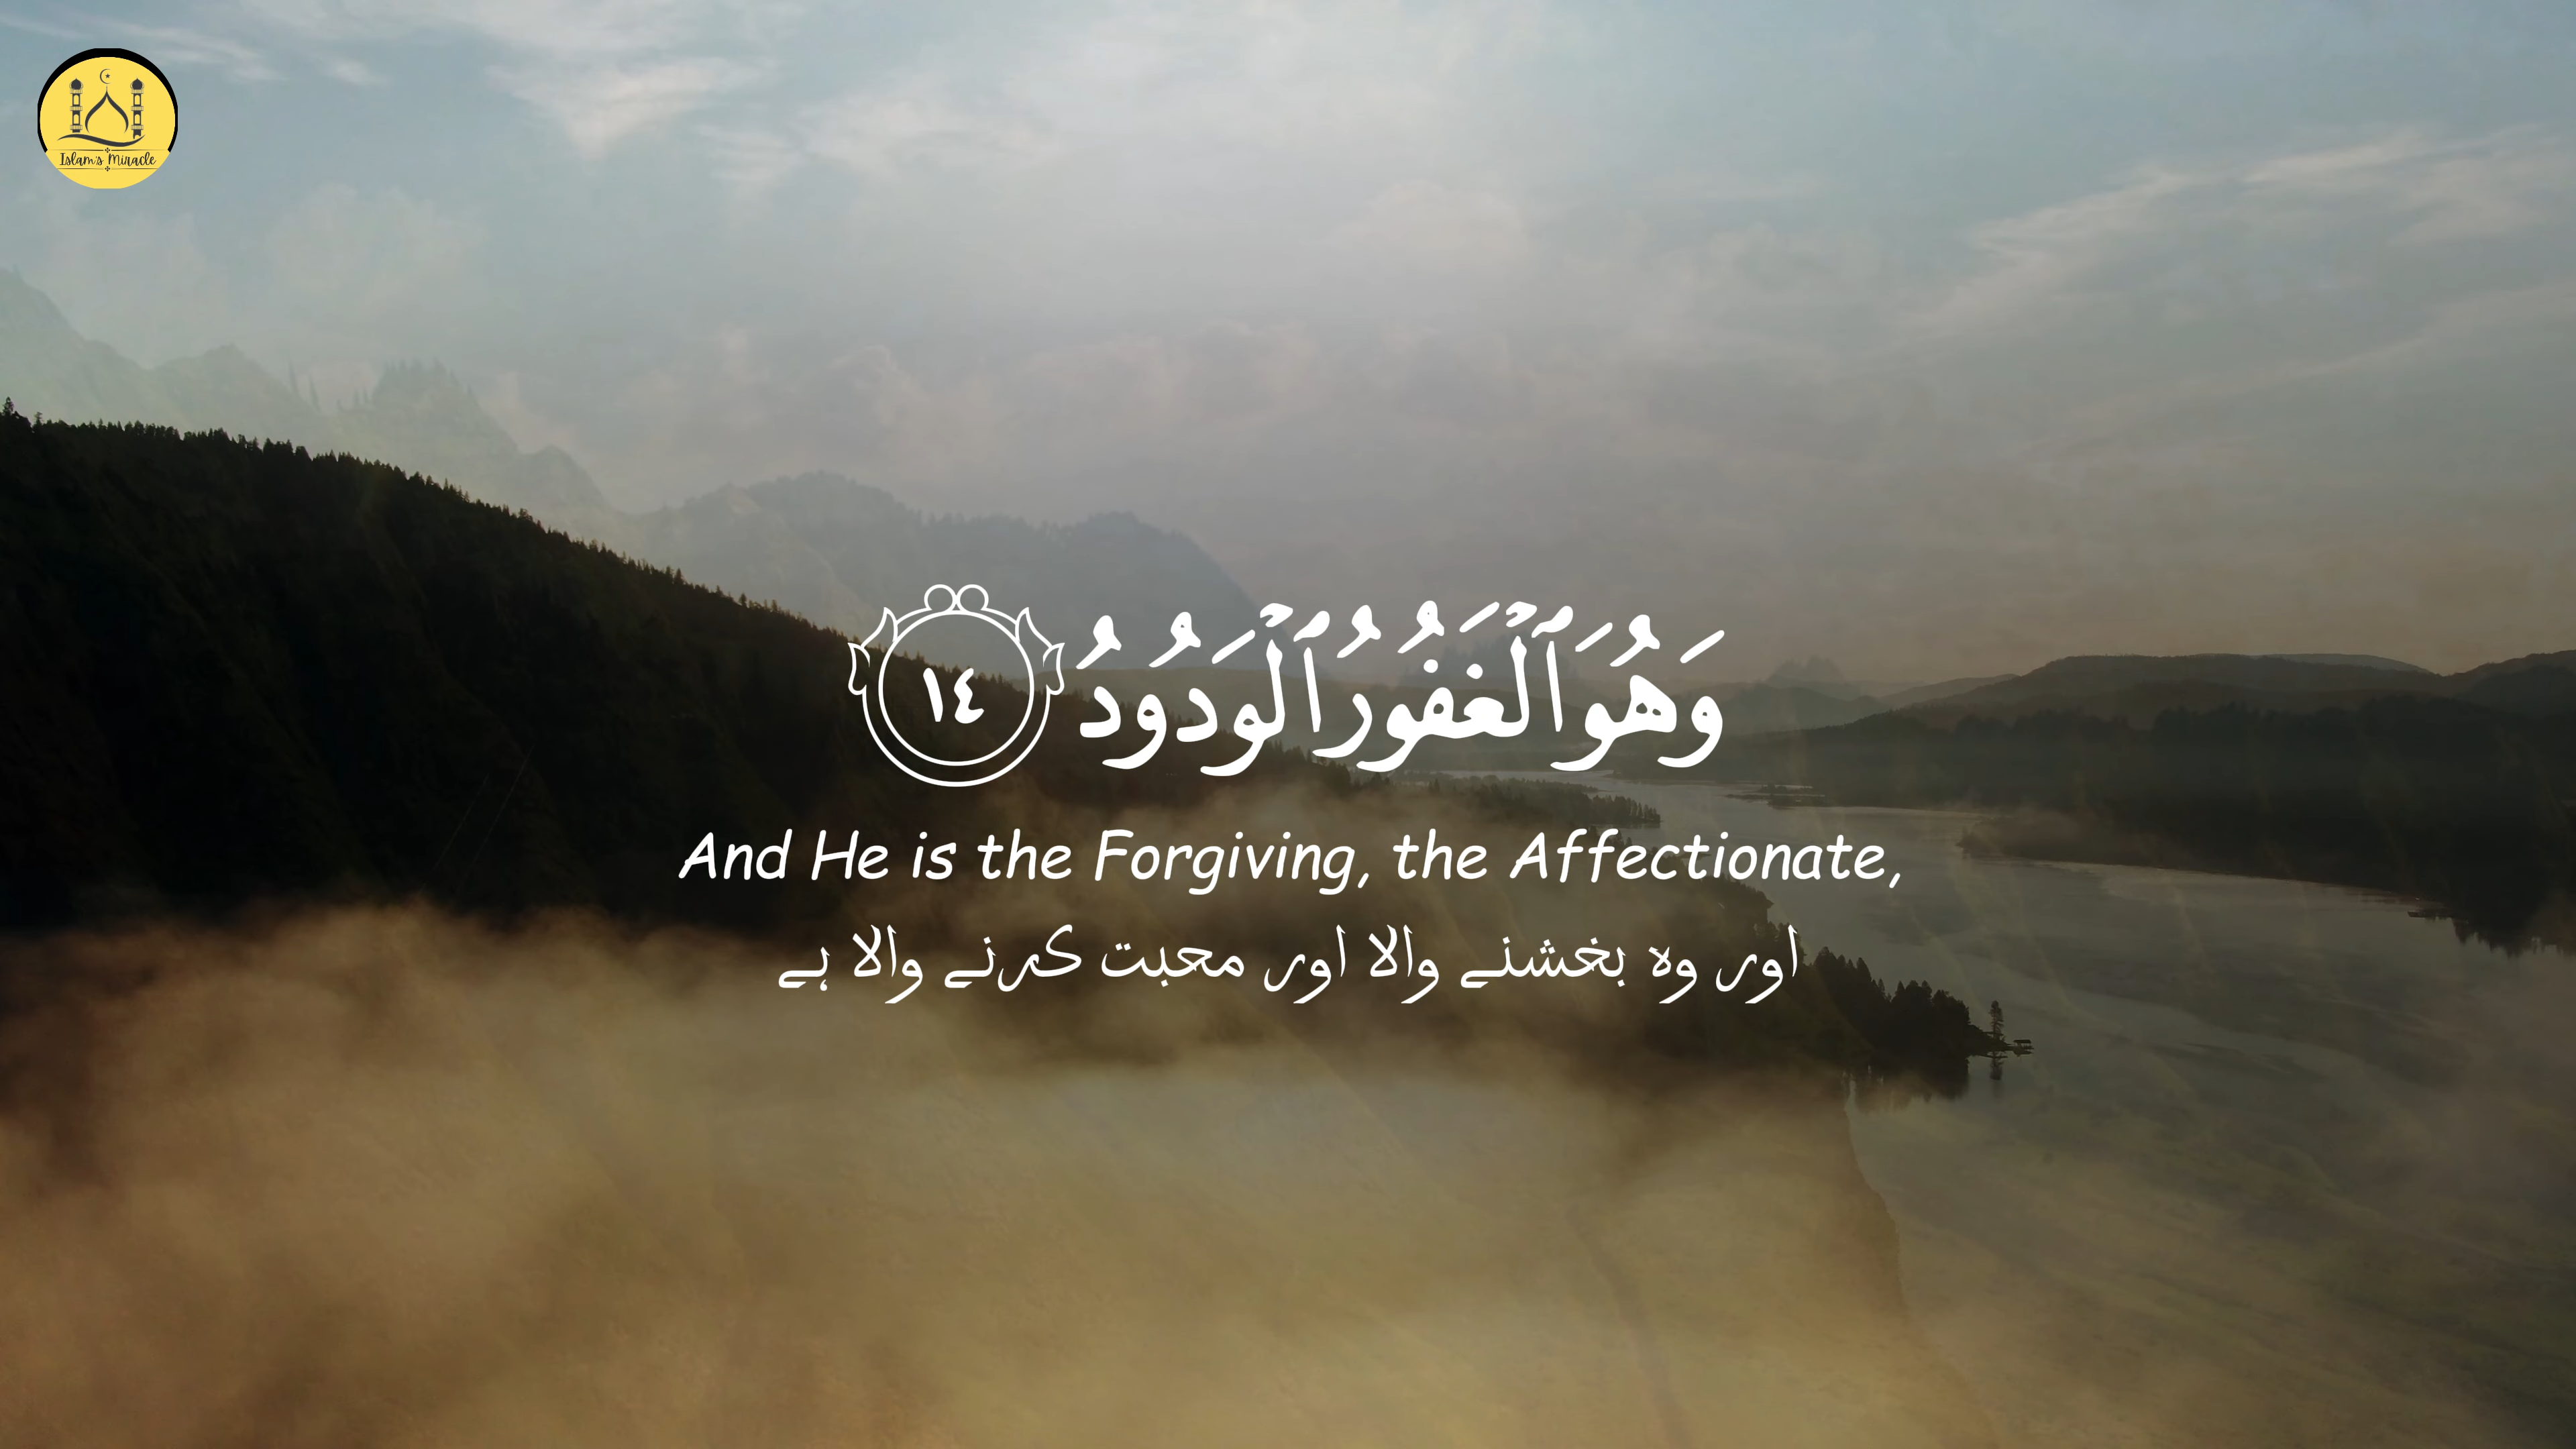 Islam's Miracle
وَهُوَ ٱلْغَفُورُ ٱلْوَدُودُ ١٤
And He is the Forgiving, the Affectionate,
اور وہ بخشنے والا اور محبت کرنے والا ہے